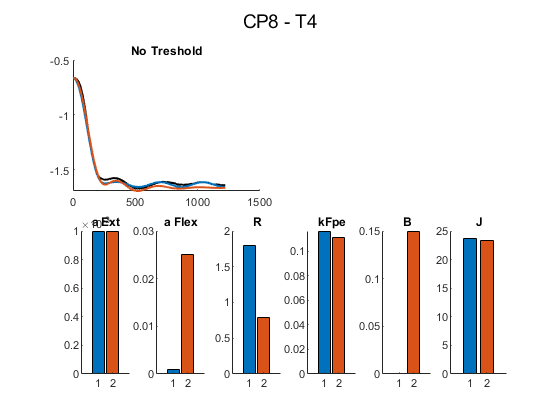 CP8 - T4
No Treshold
-0.5
-1
-1.5
0 500 1000 1500
a Ext a Flex R kFpe B J
1 0.03 2 0.1 0.15 25
0.8 0.02 1.5 0.08 0.1 20
0.6 0.01 1 0.06 0.05 15
0.4 0 0.5 0.04 0 10
0.2 0 0.02 5
0 0 0
1 2 1 2 1 2 1 2 1 2 1 2